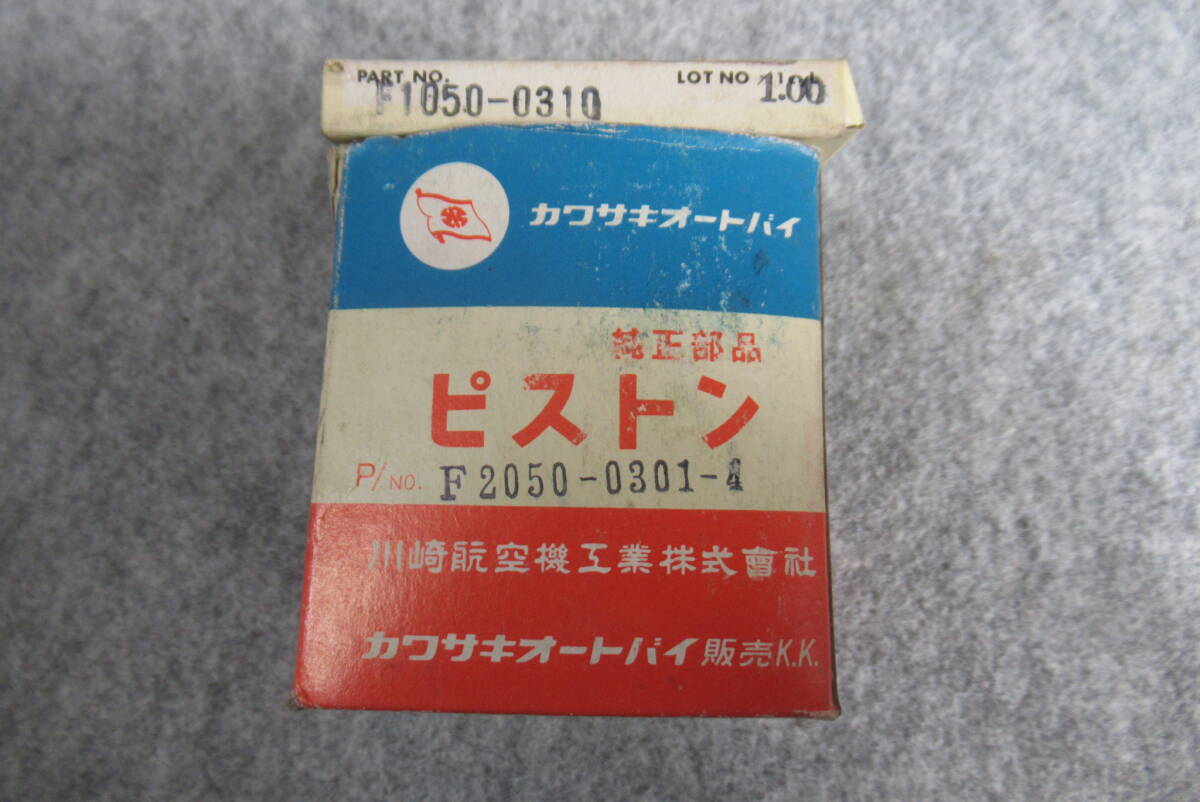 PART NO. LOT NO
F1050-0310 1.00
カワサキオートバイ
純正部品
ピストン
P/NO. F2050-0301-4
川崎航空機工業株式會社
カワサキオートバイ販売K.K.